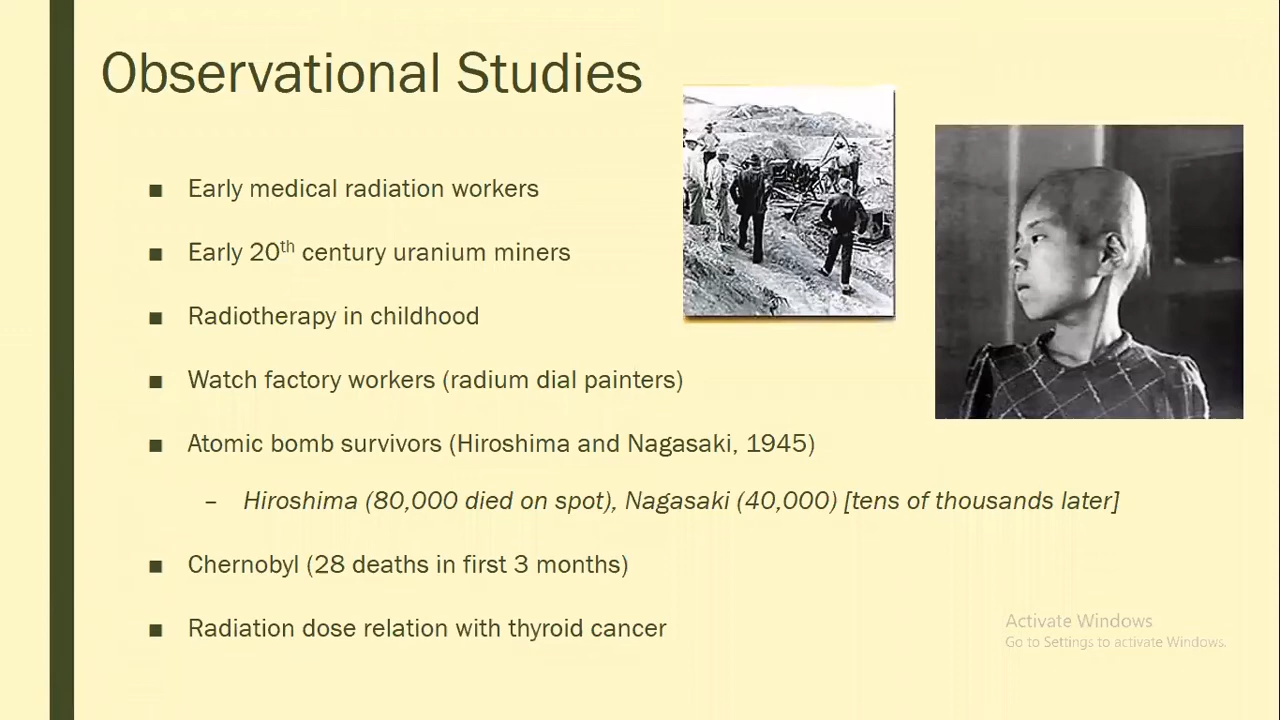 Observational Studies
■ Early medical radiation workers
■ Early 20th century uranium miners
■ Radiotherapy in childhood
■ Watch factory workers (radium dial painters)
■ Atomic bomb survivors (Hiroshima and Nagasaki, 1945)
– Hiroshima (80,000 died on spot), Nagasaki (40,000) [tens of thousands later]
■ Chernobyl (28 deaths in first 3 months)
■ Radiation dose relation with thyroid cancer
Activate Windows
Go to Settings to activate Windows.